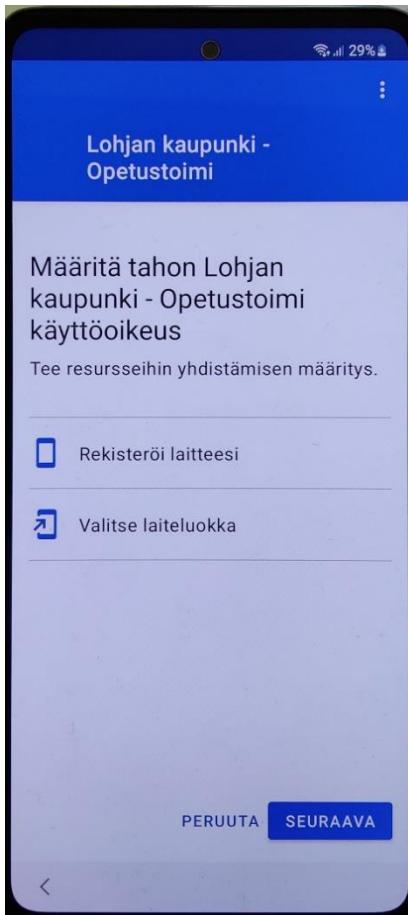 29%
Lohjan kaupunki -
Opetustoimi
Määritä tahon Lohjan
kaupunki - Opetustoimi
käyttöoikeus
Tee resursseihin yhdistämisen määritys.
Rekisteröi laitteesi
Valitse laiteluokka
PERUUTA SEURAAVA